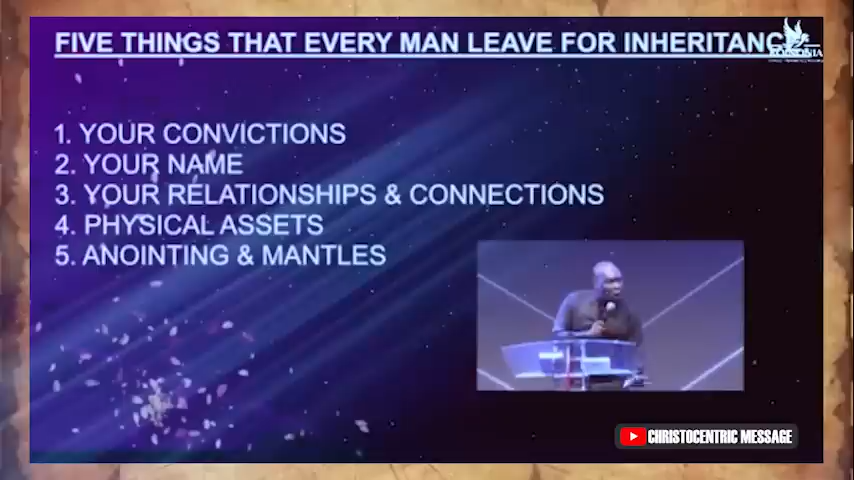 FIVE THINGS THAT EVERY MAN LEAVE FOR INHERITANCE
1. YOUR CONVICTIONS
2. YOUR NAME
3. YOUR RELATIONSHIPS & CONNECTIONS
4. PHYSICAL ASSETS
5. ANOINTING & MANTLES
CHRISTOCENTRIC MESSAGE